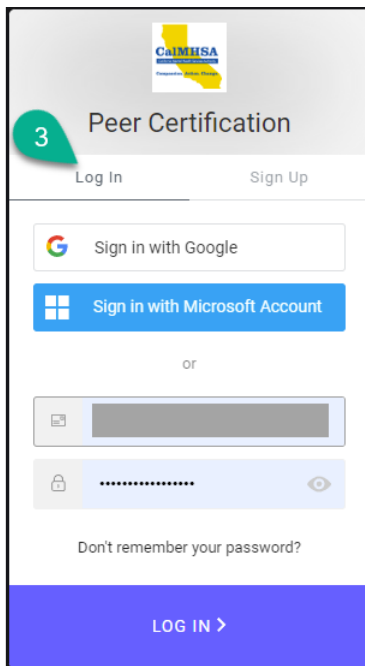 CalMHSA
Peer Certification
3
Log In
Sign Up
Sign in with Google
Sign in with Microsoft Account
or
••••••••••••••••
Don't remember your password?
LOG IN >